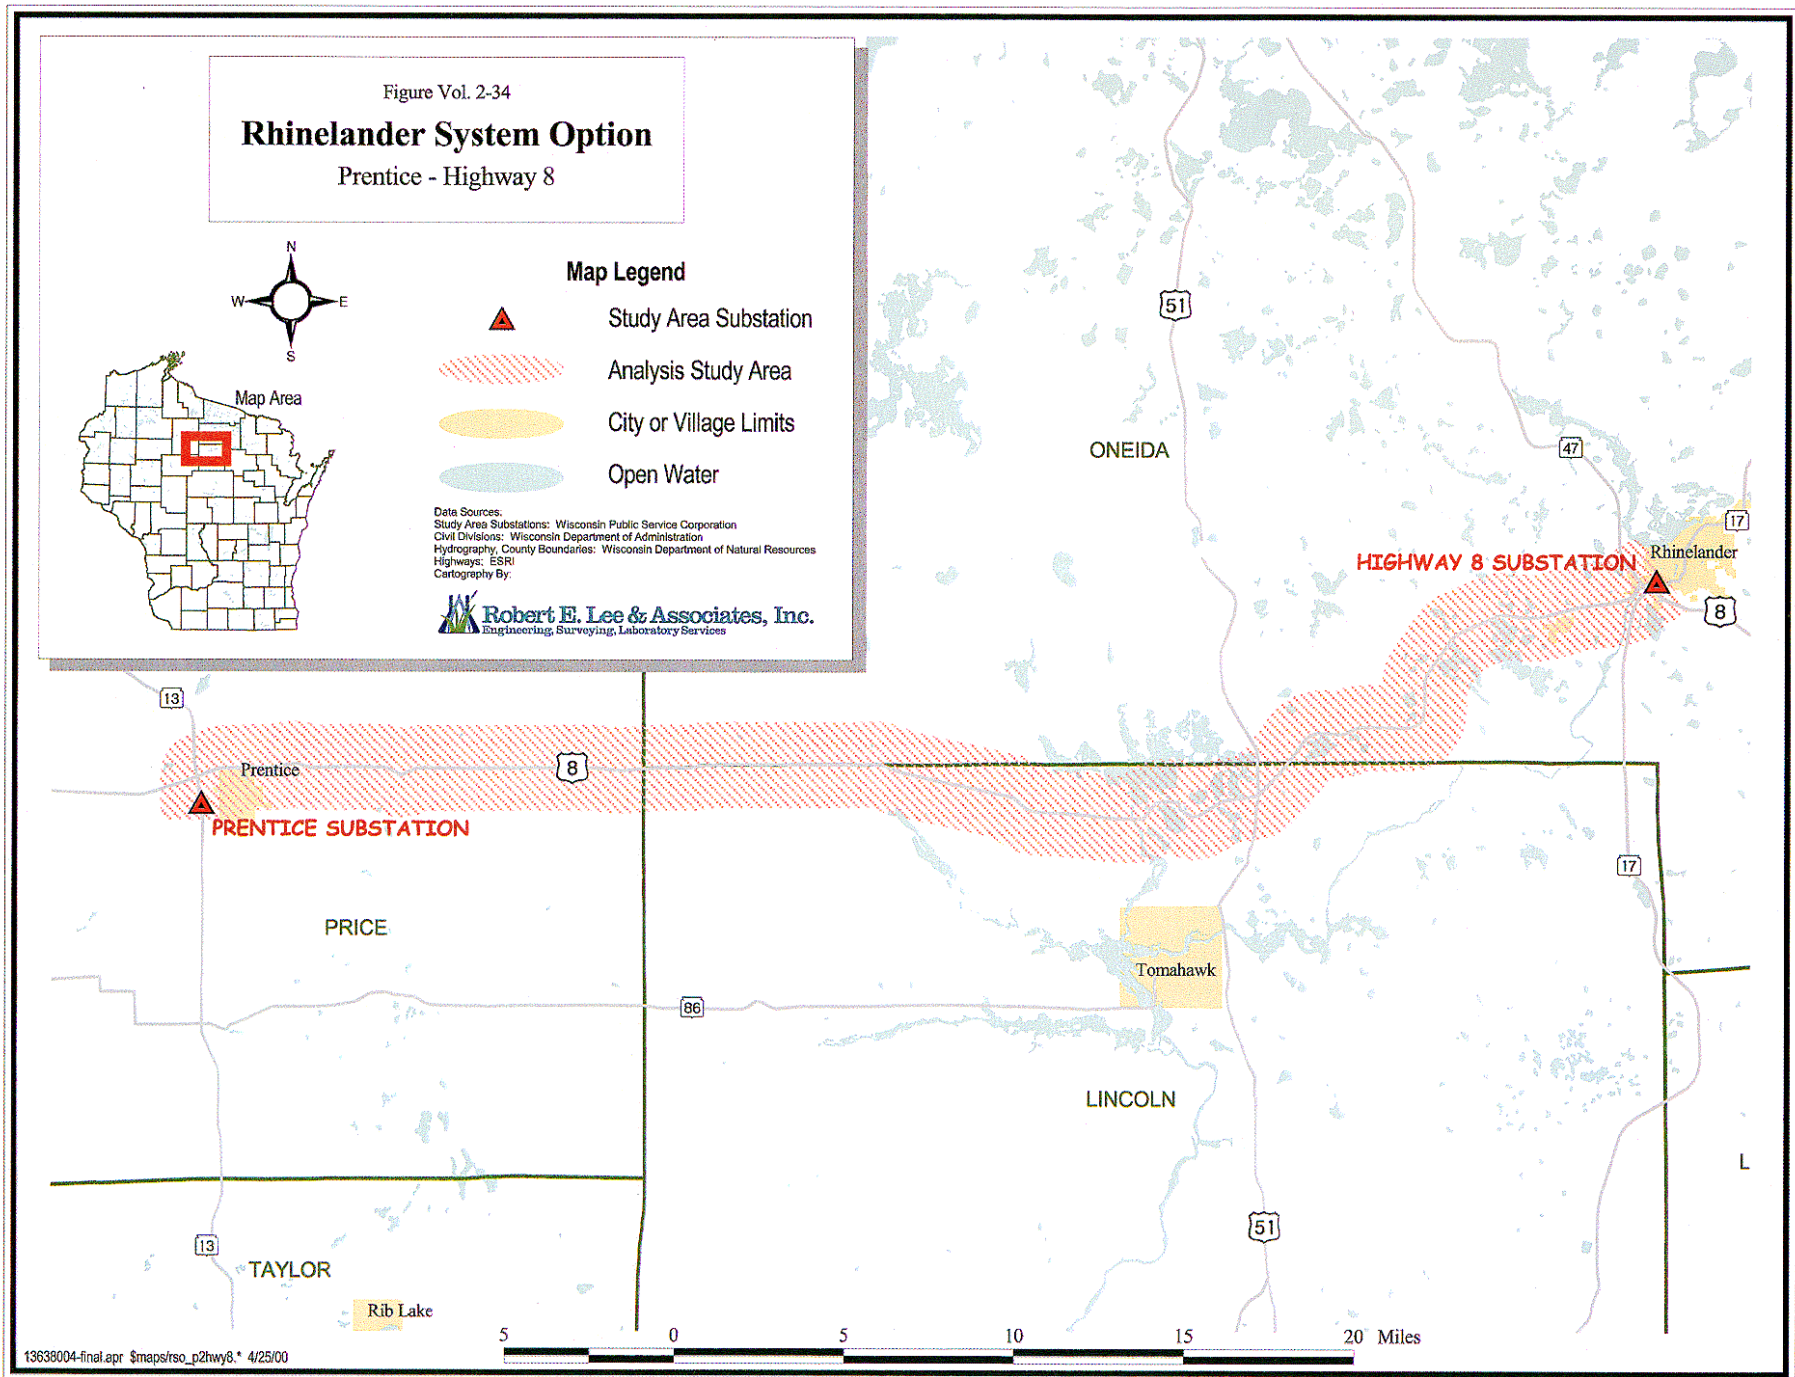 Figure Vol. 2-34
Rhinelander System Option
Prentice - Highway 8
N
W
E
S
Map Area
Map Legend
Study Area Substation
Analysis Study Area
City or Village Limits
Open Water
Data Sources:
Study Area Substations: Wisconsin Public Service Corporation
Civil Divisions: Wisconsin Department of Administration
Hydrography, County Boundaries: Wisconsin Department of Natural Resources
Highways: ESRI
Cartography By:
Robert E. Lee & Associates, Inc.
Engineering, Surveying, Laboratory Services
51
ONEIDA
47
17
Rhinelander
HIGHWAY 8 SUBSTATION
8
13
8
Prentice
PRENTICE SUBSTATION
17
PRICE
Tomahawk
86
LINCOLN
L
51
13
TAYLOR
Rib Lake
5 0 5 10 15 20 Miles
13638004-final.apr $maps/rso_p2hwy8.* 4/25/00